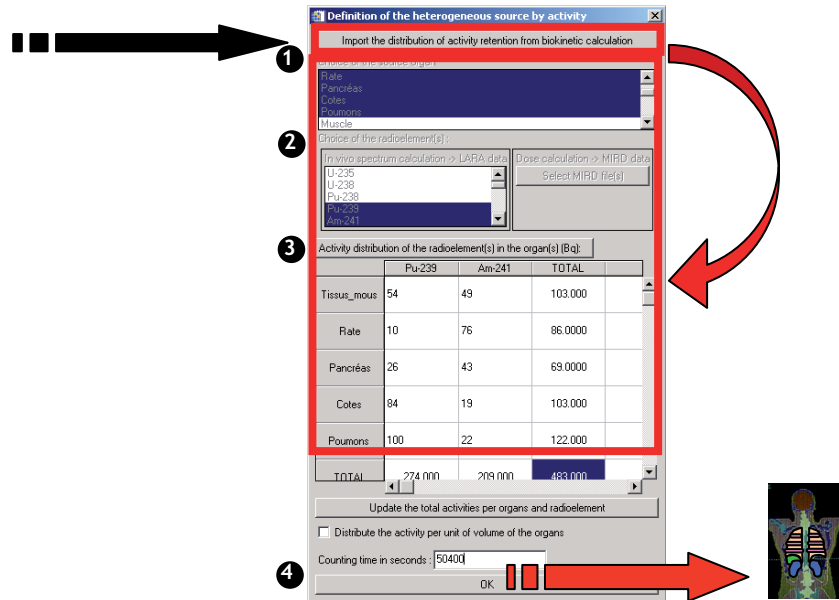 Definition of the heterogeneous source by activity
Import the distribution of activity retention from biokinetic calculation
1
Choice of the source organ
Rate
Pancréas
Cotes
Poumons
Muscle
2
Choice of the radioelement(s) :
In vivo spectrum calculation -> LARA data
U-235
U-238
Pu-238
Pu-239
Am-241
Dose calculation -> MIRD data
Select MIRD file(s)
3
Activity distribution of the radioelement(s) in the organ(s) (Bq):
Pu-239 Am-241 TOTAL
Tissus_mous 54 49 103.000
Rate 10 76 86.0000
Pancréas 26 43 69.0000
Cotes 84 19 103.000
Poumons 100 22 122.000
TOTAL 274.000 209.000 483.000
Update the total activities per organs and radioelement
Distribute the activity per unit of volume of the organs
Counting time in seconds : 50400
4
OK